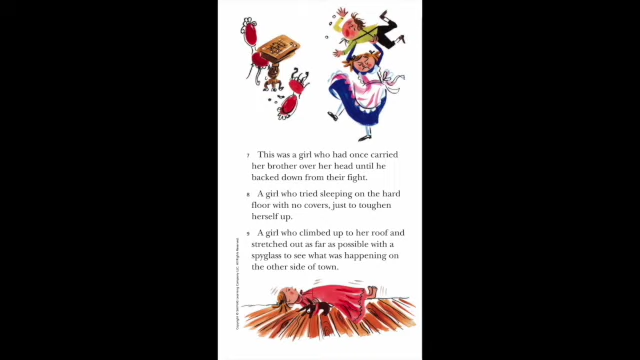 7 This was a girl who had once carried
her brother over her head until he
backed down from their fight.
8 A girl who tried sleeping on the hard
floor with no covers, just to toughen
herself up.
9 A girl who climbed up to her roof and
stretched out as far as possible with a
spyglass to see what was happening on
the other side of town.